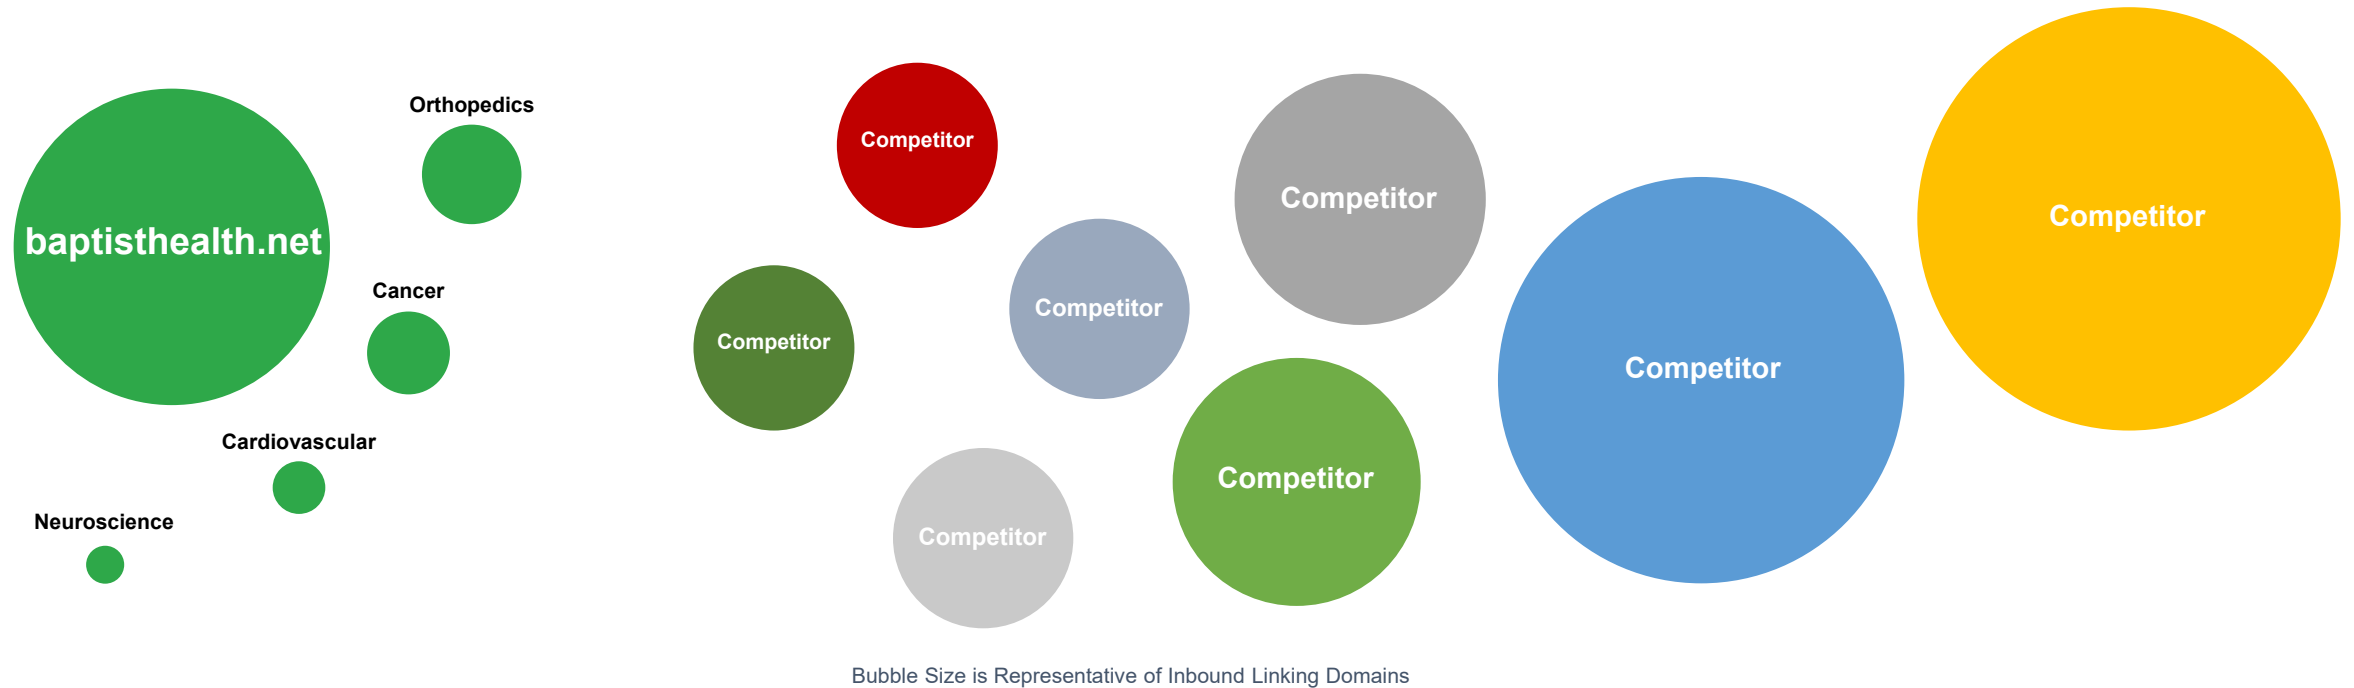 baptisthealth.net
Orthopedics
Cancer
Cardiovascular
Neuroscience
Competitor
Competitor
Competitor
Competitor
Competitor
Competitor
Competitor
Competitor
Bubble Size is Representative of Inbound Linking Domains